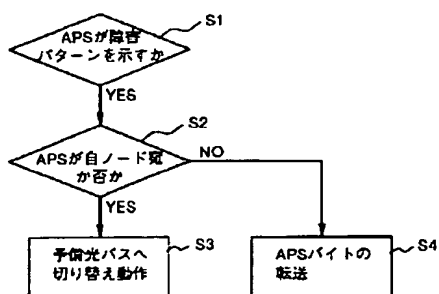 S1
APSが障害
パターンを示すか
YES
S2
APSが自ノード宛
か否か
NO
YES
予備光パスへ
切り替え動作
S3
APSバイトの
転送
S4